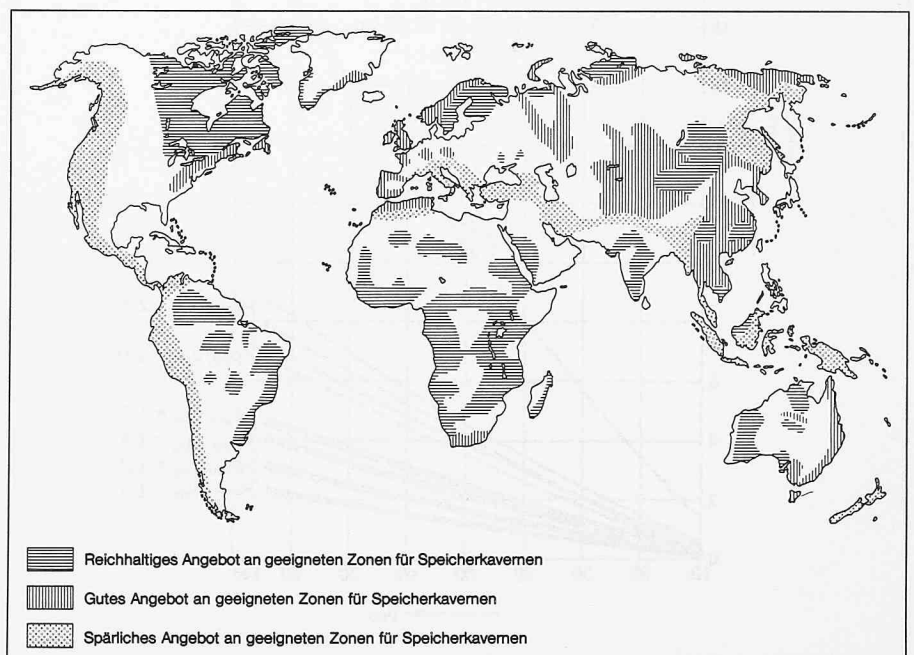 Reichhaltiges Angebot an geeigneten Zonen für Speicherkavernen
Gutes Angebot an geeigneten Zonen für Speicherkavernen
Spärliches Angebot an geeigneten Zonen für Speicherkavernen